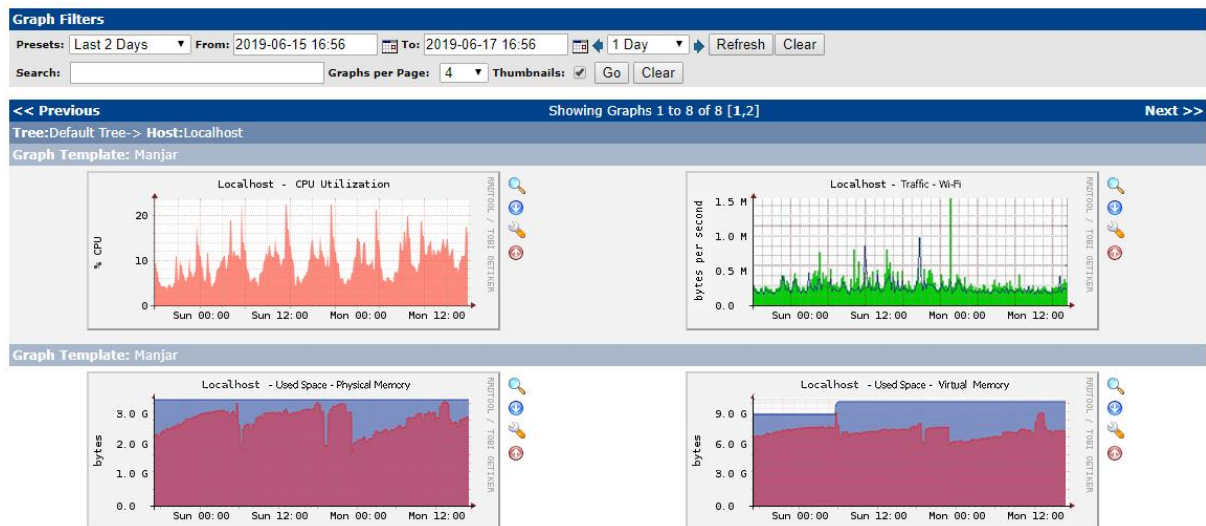 Graph Filters
Presets: Last 2 Days From: 2019-06-15 16:56 To: 2019-06-17 16:56 1 Day Refresh Clear
Search: Graphs per Page: 4 Thumbnails: Go Clear
<< Previous Showing Graphs 1 to 8 of 8 [1,2] Next >>
Tree:Default Tree-> Host:Localhost
Graph Template: Manjar
Localhost - CPU Utilization
RRDTOOL / TOBI OETIKER
% CPU
20
10
0
Sun 00:00 Sun 12:00 Mon 00:00 Mon 12:00
Localhost - Traffic - Wi-Fi
RRDTOOL / TOBI OETIKER
bytes per second
1.5 M
1.0 M
0.5 M
0.0
Sun 00:00 Sun 12:00 Mon 00:00 Mon 12:00
Graph Template: Manjar
Localhost - Used Space - Physical Memory
RRDTOOL / TOBI OETIKER
bytes
3.0 G
2.0 G
1.0 G
0.0
Sun 00:00 Sun 12:00 Mon 00:00 Mon 12:00
Localhost - Used Space - Virtual Memory
RRDTOOL / TOBI OETIKER
bytes
9.0 G
6.0 G
3.0 G
0.0
Sun 00:00 Sun 12:00 Mon 00:00 Mon 12:00